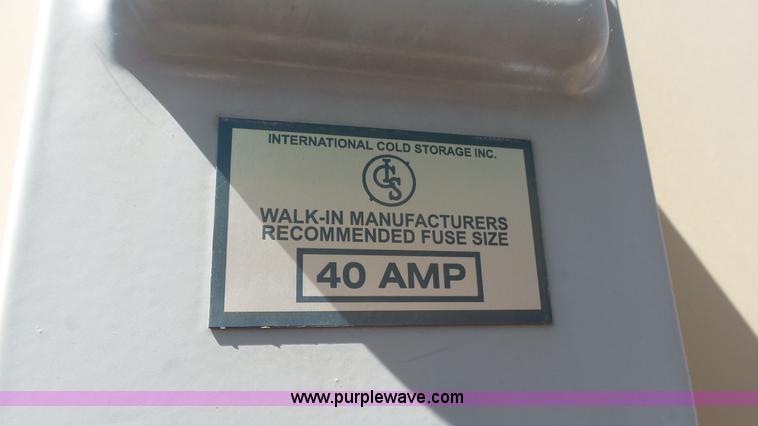 INTERNATIONAL COLD STORAGE INC.
ICS
WALK-IN MANUFACTURERS
RECOMMENDED FUSE SIZE
40 AMP
www.purplewave.com